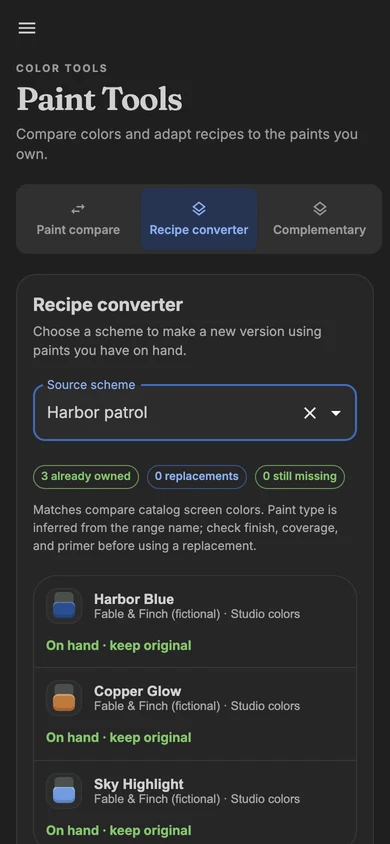 COLOR TOOLS
Paint Tools
Compare colors and adapt recipes to the paints you
own.
Paint compare
Recipe converter
Complementary
Recipe converter
Choose a scheme to make a new version using
paints you have on hand.
Source scheme
Harbor patrol
3 already owned
0 replacements
0 still missing
Matches compare catalog screen colors. Paint type is
inferred from the range name; check finish, coverage,
and primer before using a replacement.
Harbor Blue
Fable & Finch (fictional) · Studio colors
On hand · keep original
Copper Glow
Fable & Finch (fictional) · Studio colors
On hand · keep original
Sky Highlight
Fable & Finch (fictional) · Studio colors
On hand · keep original